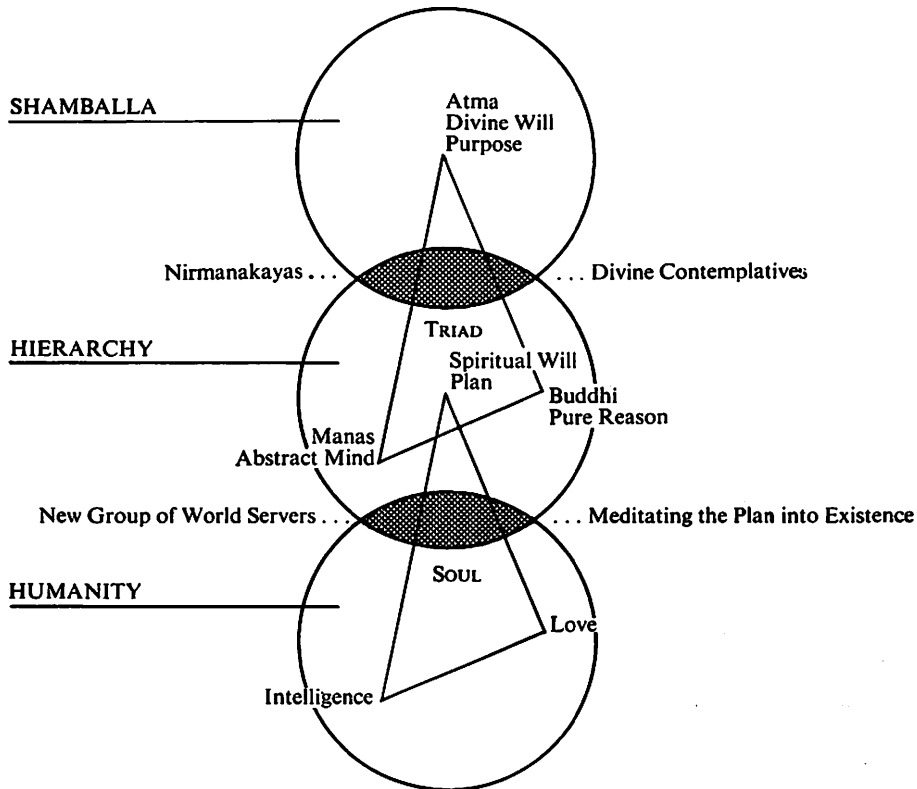 SHAMBALLA
Atma
Divine Will
Purpose
Nirmanakayas . . .
. . . Divine Contemplatives
TRIAD
HIERARCHY
Spiritual Will
Plan
Buddhi
Pure Reason
Manas
Abstract Mind
New Group of World Servers . . .
. . . Meditating the Plan into Existence
SOUL
HUMANITY
Love
Intelligence